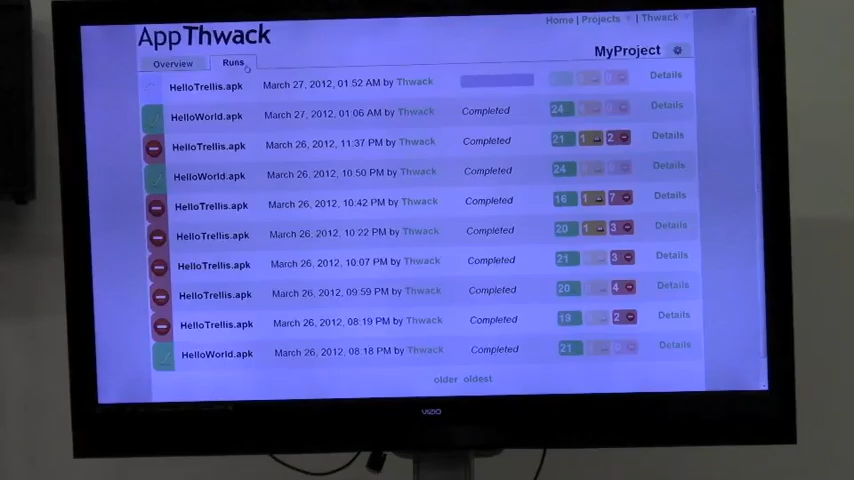 AppThwack
Home | Projects | Thwack
MyProject
Overview Runs
HelloTrellis.apk March 27, 2012, 01:52 AM by Thwack Details
HelloWorld.apk March 27, 2012, 01:06 AM by Thwack Completed 24 Details
HelloTrellis.apk March 26, 2012, 11:37 PM by Thwack Completed 21 1 2 Details
HelloWorld.apk March 26, 2012, 10:50 PM by Thwack Completed 24 Details
HelloTrellis.apk March 26, 2012, 10:42 PM by Thwack Completed 16 1 7 Details
HelloTrellis.apk March 26, 2012, 10:22 PM by Thwack Completed 20 1 3 Details
HelloTrellis.apk March 26, 2012, 10:07 PM by Thwack Completed 21 3 Details
HelloTrellis.apk March 26, 2012, 09:59 PM by Thwack Completed 20 4 Details
HelloTrellis.apk March 26, 2012, 08:19 PM by Thwack Completed 19 2 Details
HelloWorld.apk March 26, 2012, 08:18 PM by Thwack Completed 21 Details
older oldest
VIZIO